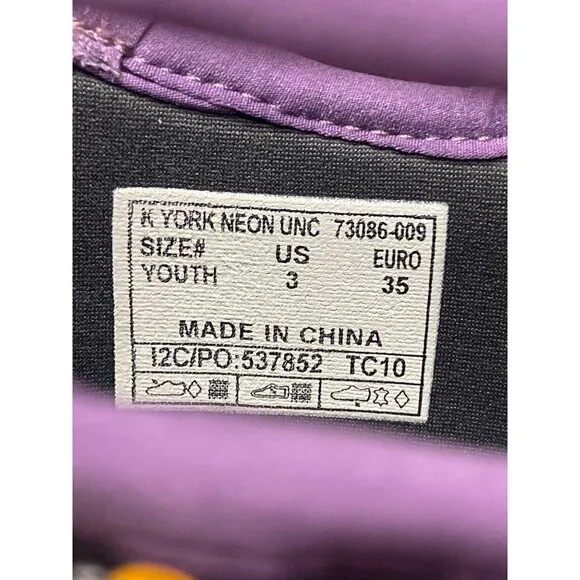 K YORK NEON UNC 73086-009
SIZE# US EURO
YOUTH 3 35
MADE IN CHINA
I2C/PO:537852 TC10